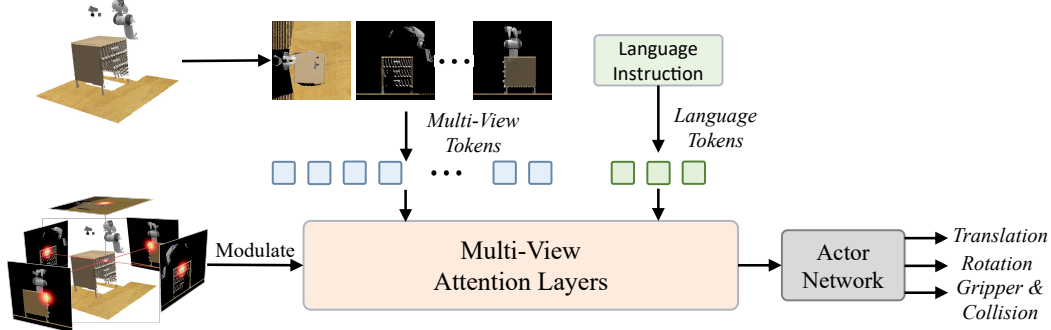 Language
Instruction
Multi-View
Tokens
Language
Tokens
Modulate
Multi-View
Attention Layers
Actor
Network
Translation
Rotation
Gripper &
Collision